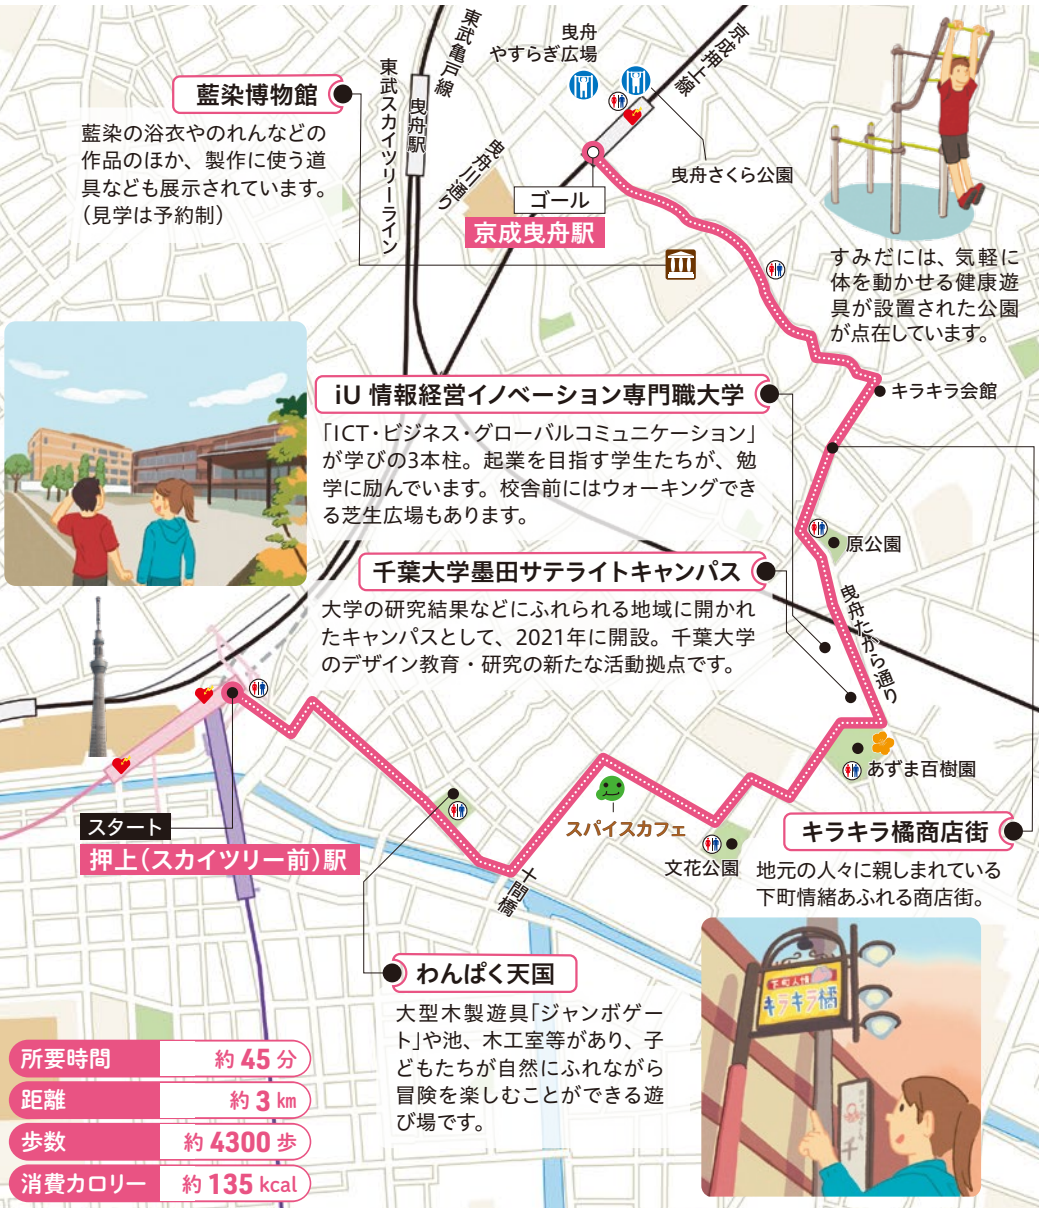 東武亀戸線
東武スカイツリーライン
曳舟駅
曳舟川通り
曳舟
やすらぎ広場
京成押上線
曳舟さくら公園
ゴール
京成曳舟駅
藍染博物館
藍染の浴衣やのれんなどの
作品のほか、製作に使う道
具なども展示されています。
（見学は予約制）
すみだには、気軽に
体を動かせる健康遊
具が設置された公園
が点在しています。
キラキラ会館
iU 情報経営イノベーション専門職大学
「ICT・ビジネス・グローバルコミュニケーション」
が学びの3本柱。起業を目指す学生たちが、勉
学に励んでいます。校舎前にはウォーキングでき
る芝生広場もあります。
原公園
千葉大学墨田サテライトキャンパス
大学の研究結果などにふれられる地域に開かれ
たキャンパスとして、2021年に開設。千葉大学
のデザイン教育・研究の新たな活動拠点です。
曳舟たから通り
あずま百樹園
スパイスカフェ
文花公園
スタート
押上（スカイツリー前）駅
十間橋
キラキラ橘商店街
地元の人々に親しまれている
下町情緒あふれる商店街。
下町人情
キラキラ橘
わんぱく天国
大型木製遊具「ジャンボゲー
ト」や池、木工室等があり、子
どもたちが自然にふれながら
冒険を楽しむことができる遊
び場です。
所要時間 約 45 分
距離 約 3 km
歩数 約 4300 歩
消費カロリー 約 135 kcal